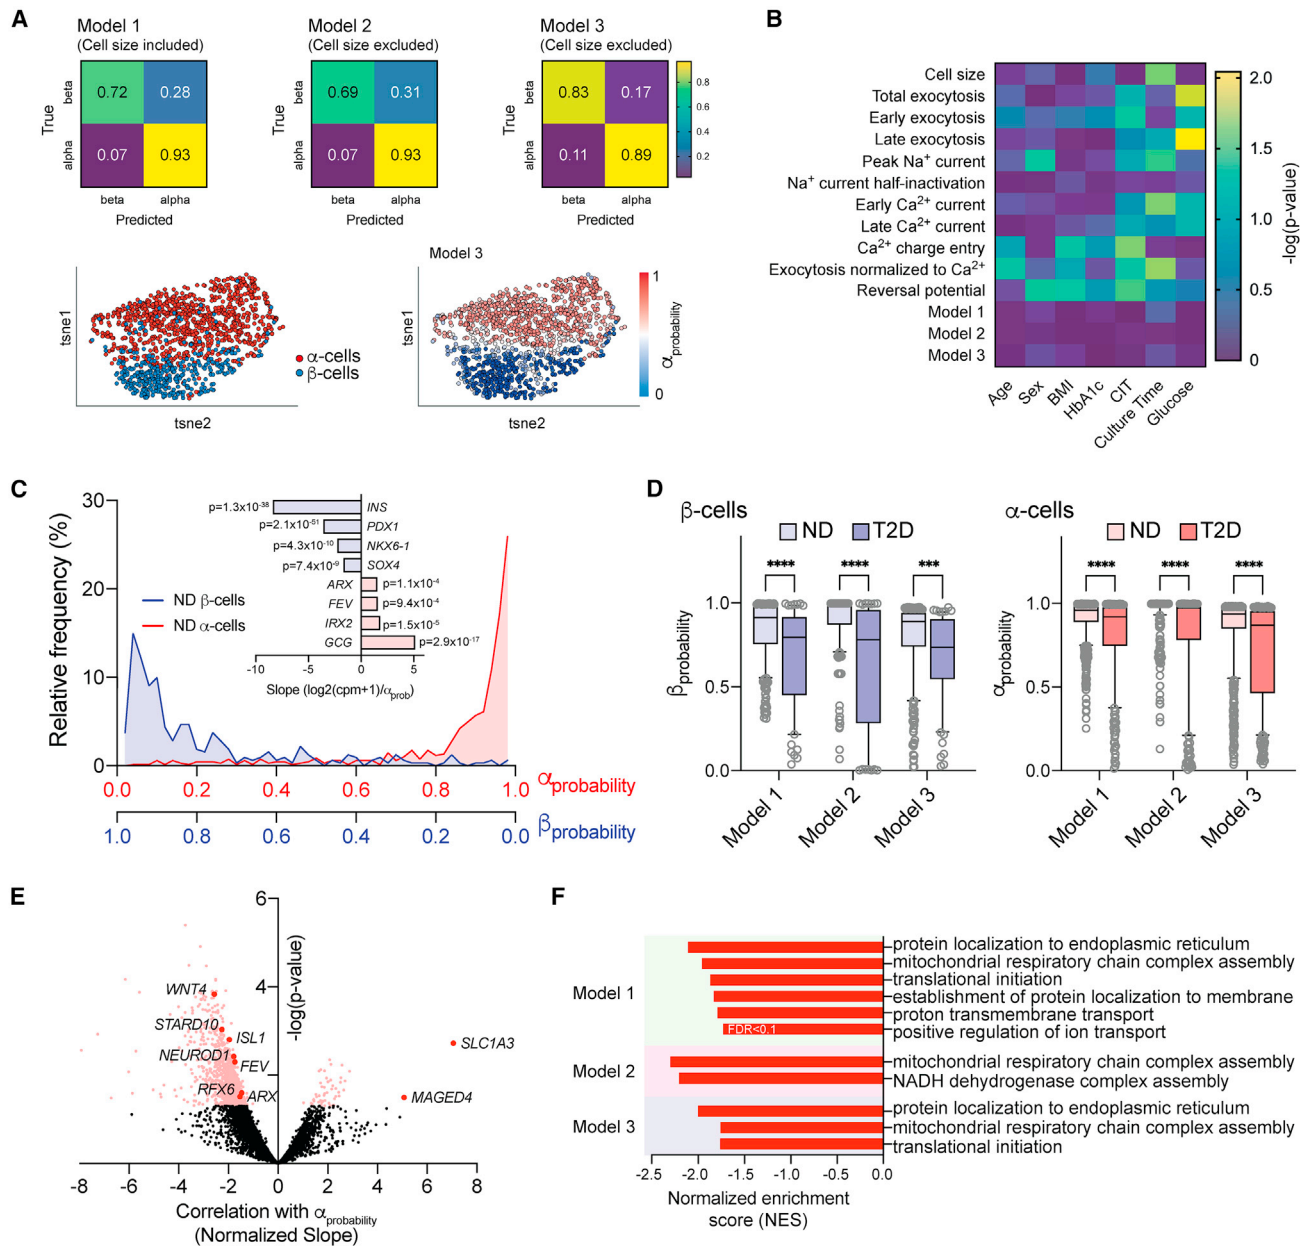 A
Model 1
(Cell size included)
True
beta
alpha
0.72
0.28
0.07
0.93
beta
alpha
Predicted
Model 2
(Cell size excluded)
True
beta
alpha
0.69
0.31
0.07
0.93
beta
alpha
Predicted
Model 3
(Cell size excluded)
True
beta
alpha
0.83
0.17
0.11
0.89
beta
alpha
Predicted
0.8
0.6
0.4
0.2
tsne1
tsne2
α-cells
β-cells
Model 3
tsne1
tsne2
1
0
αprobability
B
Cell size
Total exocytosis
Early exocytosis
Late exocytosis
Peak Na⁺ current
Na⁺ current half-inactivation
Early Ca²⁺ current
Late Ca²⁺ current
Ca²⁺ charge entry
Exocytosis normalized to Ca²⁺
Reversal potential
Model 1
Model 2
Model 3
Age
Sex
BMI
HbA1c
CIT
Culture Time
Glucose
2.0
1.5
1.0
0.5
0
-log(p-value)
C
Relative frequency (%)
30
20
10
0
ND β-cells
ND α-cells
p=1.3x10⁻³⁸ INS
p=2.1x10⁻⁵¹ PDX1
p=4.3x10⁻¹⁰ NKX6-1
p=7.4x10⁻⁹ SOX4
ARX p=1.1x10⁻⁴
FEV p=9.4x10⁻⁴
IRX2 p=1.5x10⁻⁵
GCG p=2.9x10⁻¹⁷
-10 -5 0 5
Slope (log2(cpm+1)/αprob)
0.0 0.2 0.4 0.6 0.8 1.0 αprobability
1.0 0.8 0.6 0.4 0.2 0.0 βprobability
D
β-cells
ND T2D
**** **** ***
βprobability
1.0
0.5
0.0
Model 1
Model 2
Model 3
α-cells
ND T2D
**** **** ****
αprobability
1.0
0.5
0.0
Model 1
Model 2
Model 3
E
6
4
-log(p-value)
WNT4
STARD10
ISL1
NEUROD1
FEV
RFX6
ARX
SLC1A3
MAGED4
-8 -6 -4 -2 0 2 4 6 8
Correlation with αprobability
(Normalized Slope)
F
Model 1
protein localization to endoplasmic reticulum
mitochondrial respiratory chain complex assembly
translational initiation
establishment of protein localization to membrane
proton transmembrane transport
FDR<0.1
positive regulation of ion transport
Model 2
mitochondrial respiratory chain complex assembly
NADH dehydrogenase complex assembly
Model 3
protein localization to endoplasmic reticulum
mitochondrial respiratory chain complex assembly
translational initiation
-2.5 -2.0 -1.5 -1.0 -0.5 0.0
Normalized enrichment
score (NES)